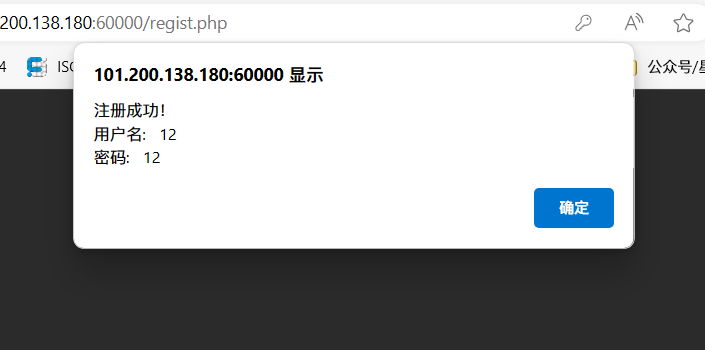 200.138.180:60000/regist.php
4
公众号/
101.200.138.180:60000 显示
注册成功！
用户名: 12
密码: 12
确定